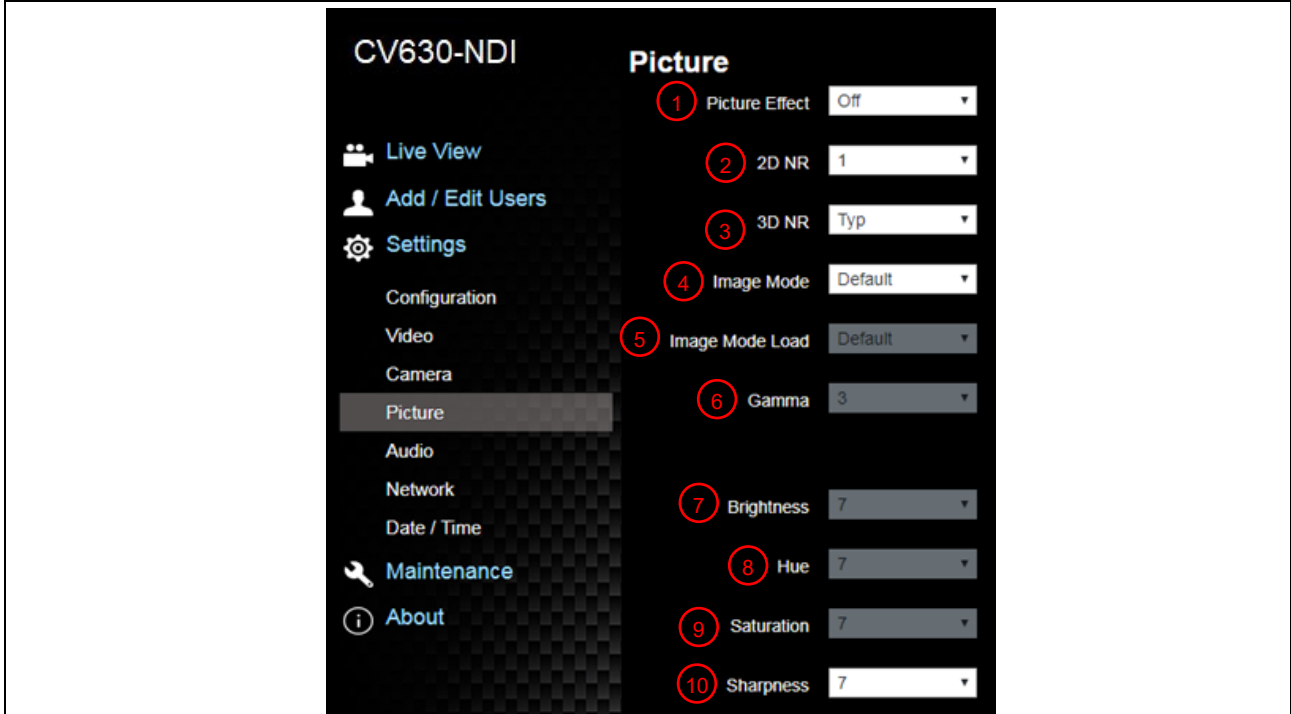 CV630-NDI
Live View
Add / Edit Users
Settings
Configuration
Video
Camera
Picture
Audio
Network
Date / Time
Maintenance
About
Picture
1 Picture Effect Off
2 2D NR 1
3 3D NR Typ
4 Image Mode Default
5 Image Mode Load Default
6 Gamma 3
7 Brightness 7
8 Hue 7
9 Saturation 7
10 Sharpness 7